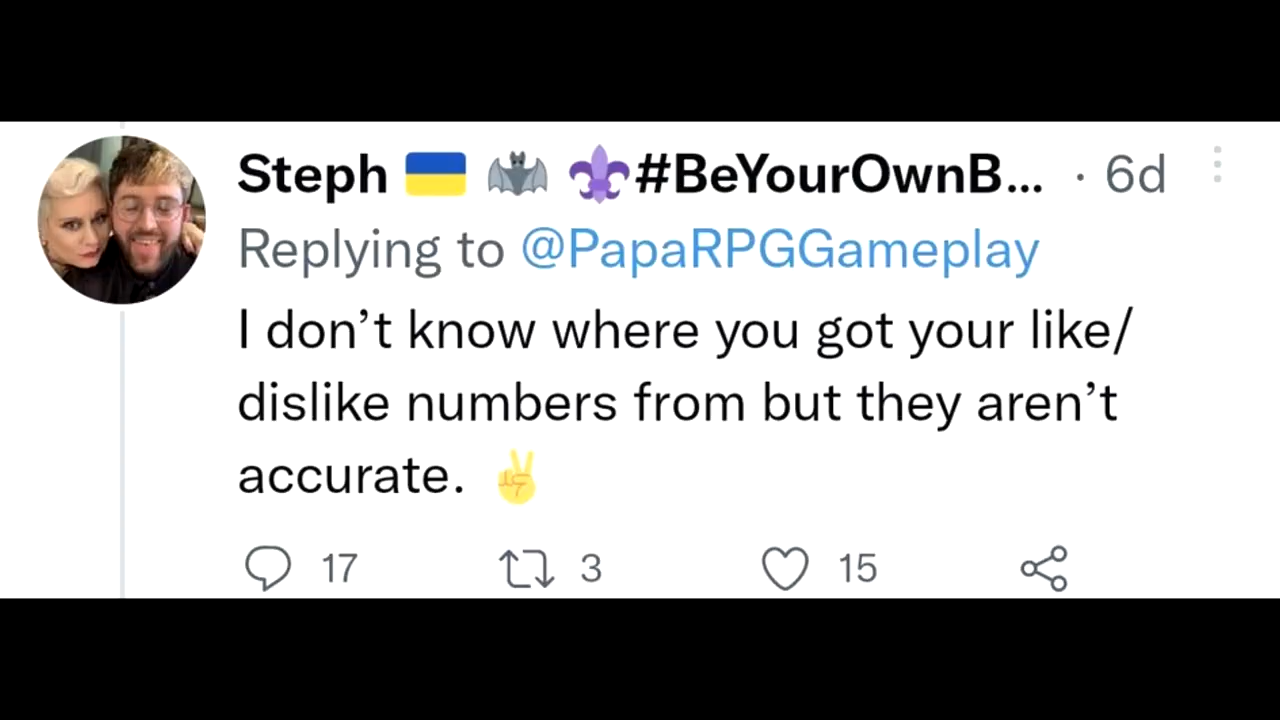 Steph 🇺🇦 🦇 ⚜#BeYourOwnB... · 6d
Replying to @PapaRPGGameplay
I don’t know where you got your like/
dislike numbers from but they aren’t
accurate. ✌
17 3 15